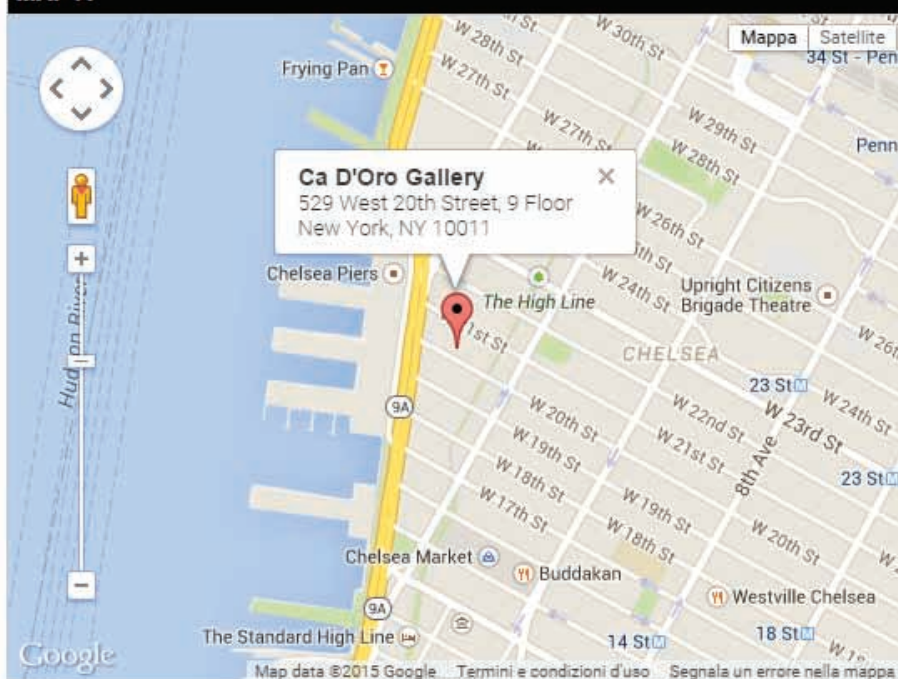 W 30th St
Mappa
Satellite
W 28th St
34 St - Pen
Frying Pan
W 27th St
W 29th St
W 27th St
W 28th St
Penn
Ca D'Oro Gallery
529 West 20th Street, 9 Floor
New York, NY 10011
W 26th St
5th St
W 24th St
Chelsea Piers
The High Line
Upright Citizens
Brigade Theatre
Hudson River
1st St
CHELSEA
W 26t
23 St M
9A
W 20th St
W 22nd St
W 23rd St
W 24th St
W 19th St
W 21st St
8th Ave
23 St M
W 18th St
W 17th St
W 19th St
W 18th St
W 20th St
Chelsea Market
Buddakan
Westville Chelsea
9A
The Standard High Line
14 St M
18 St M
Google
Map data ©2015 Google
Termini e condizioni d'uso
Segnala un errore nella mappa